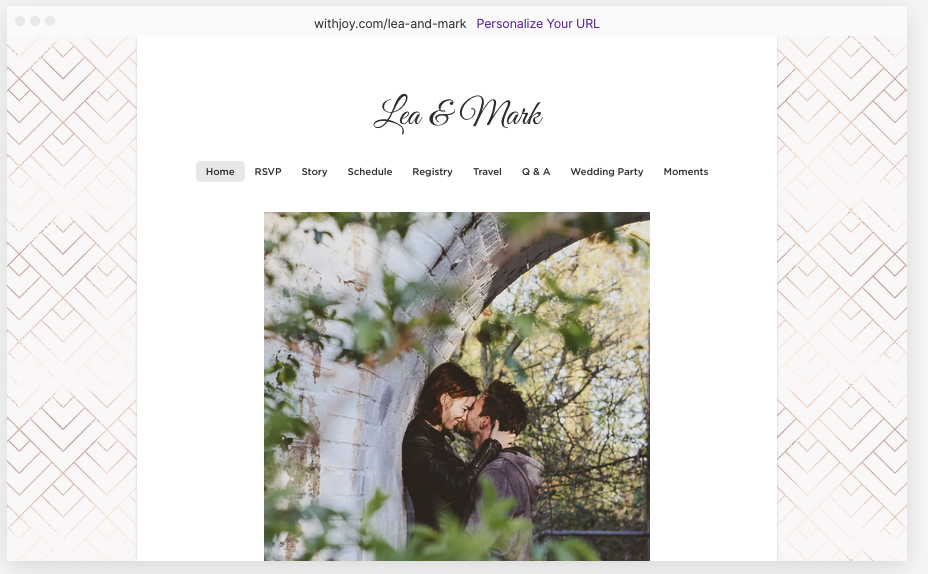 withjoy.com/lea-and-mark Personalize Your URL
Lea & Mark
Home RSVP Story Schedule Registry Travel Q & A Wedding Party Moments